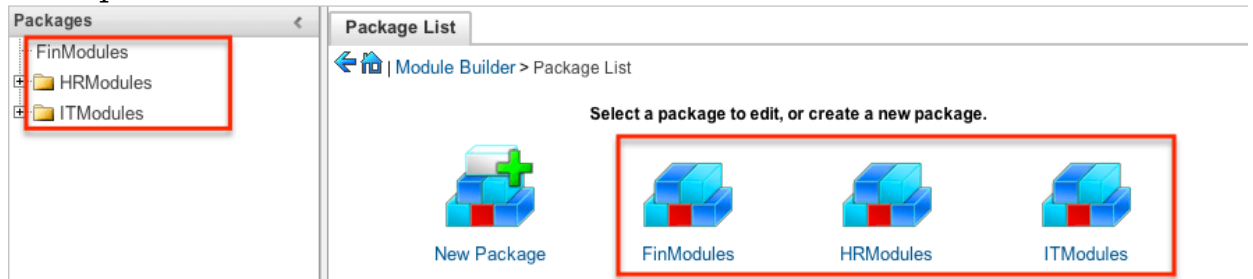 Packages
FinModules
HRModules
ITModules
Package List
| Module Builder > Package List
Select a package to edit, or create a new package.
New Package
FinModules
HRModules
ITModules